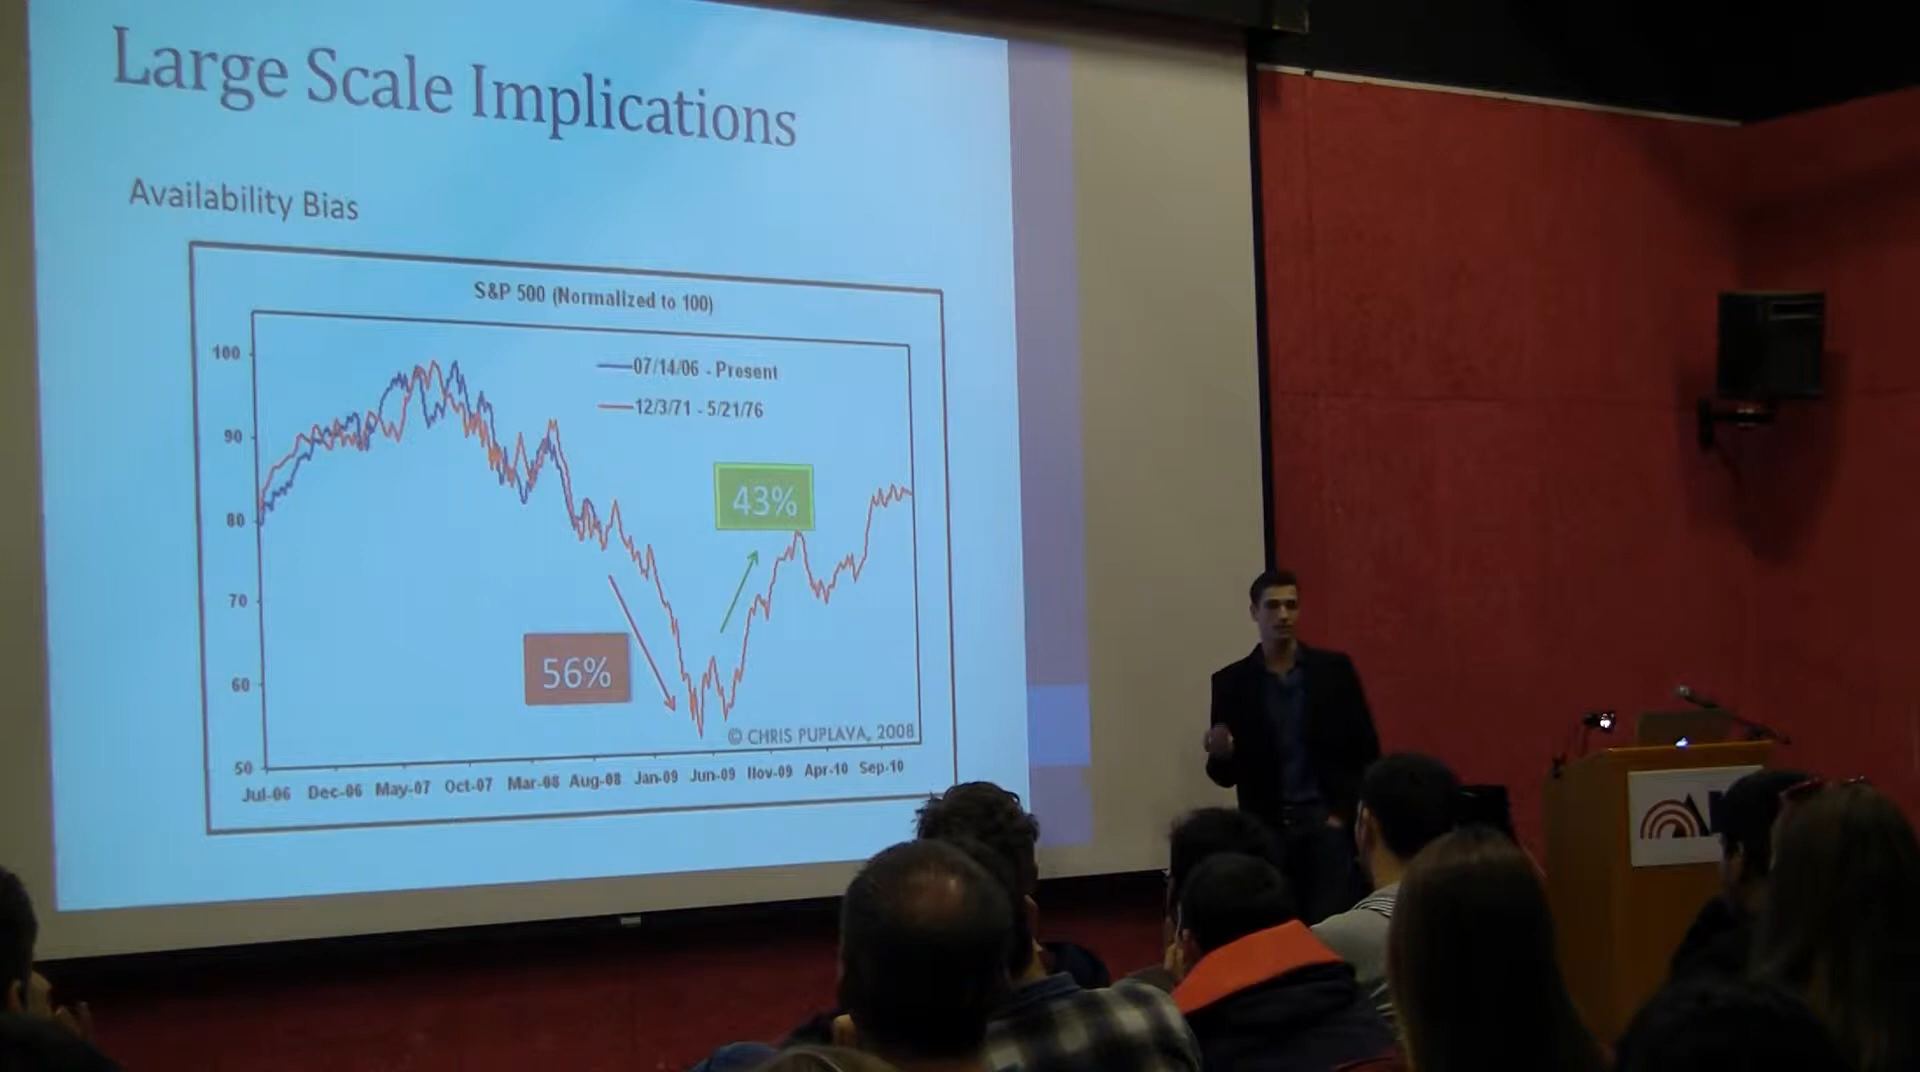 Large Scale Implications
Availability Bias
S&P 500 (Normalized to 100)
07/14/06 - Present
12/3/71 - 5/21/76
100
90
80
70
60
50
43%
56%
© CHRIS PUPLAVA, 2008
Jul-06 Dec-06 May-07 Oct-07 Mar-08 Aug-08 Jan-09 Jun-09 Nov-09 Apr-10 Sep-10